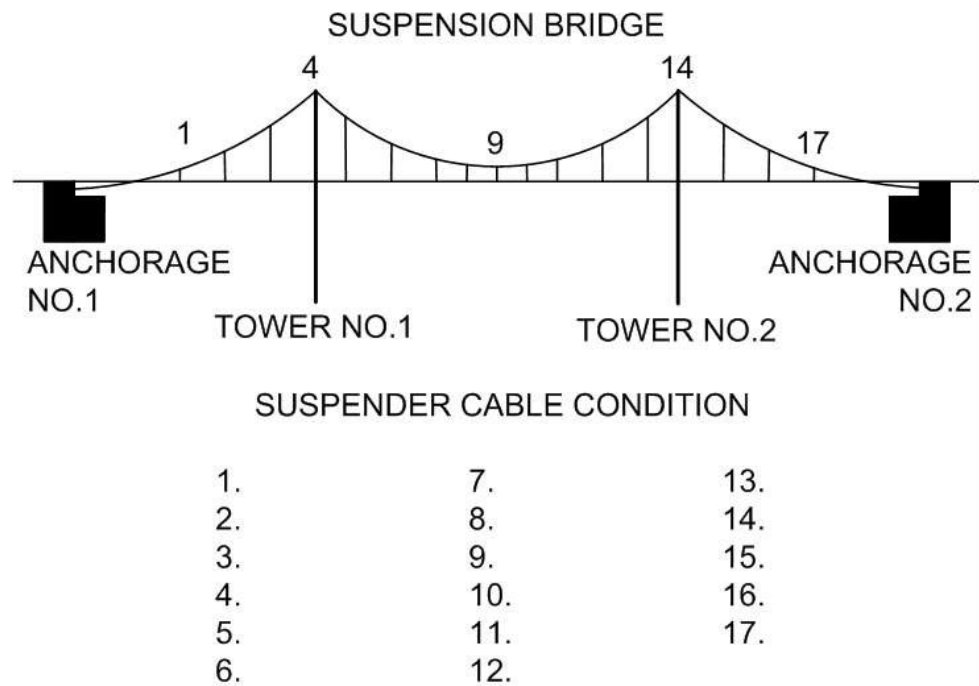 SUSPENSION BRIDGE
4
14
1
9
17
ANCHORAGE
NO.1
TOWER NO.1
TOWER NO.2
ANCHORAGE
NO.2
SUSPENDER CABLE CONDITION
1.
2.
3.
4.
5.
6.
7.
8.
9.
10.
11.
12.
13.
14.
15.
16.
17.